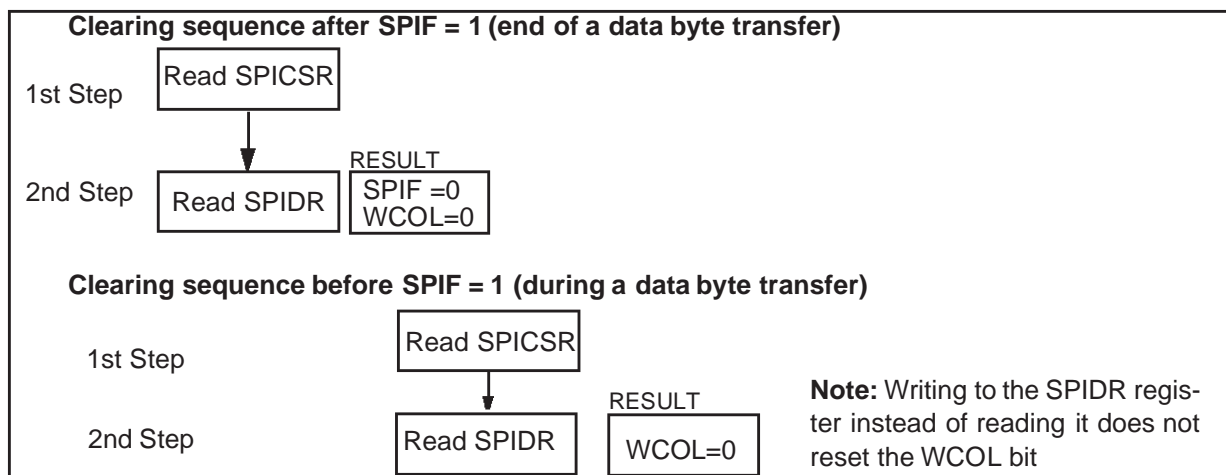 Clearing sequence after SPIF = 1 (end of a data byte transfer)
1st Step
Read SPICSR
2nd Step
Read SPIDR
RESULT
SPIF =0
WCOL=0
Clearing sequence before SPIF = 1 (during a data byte transfer)
1st Step
Read SPICSR
2nd Step
Read SPIDR
RESULT
WCOL=0
Note: Writing to the SPIDR regis-
ter instead of reading it does not
reset the WCOL bit